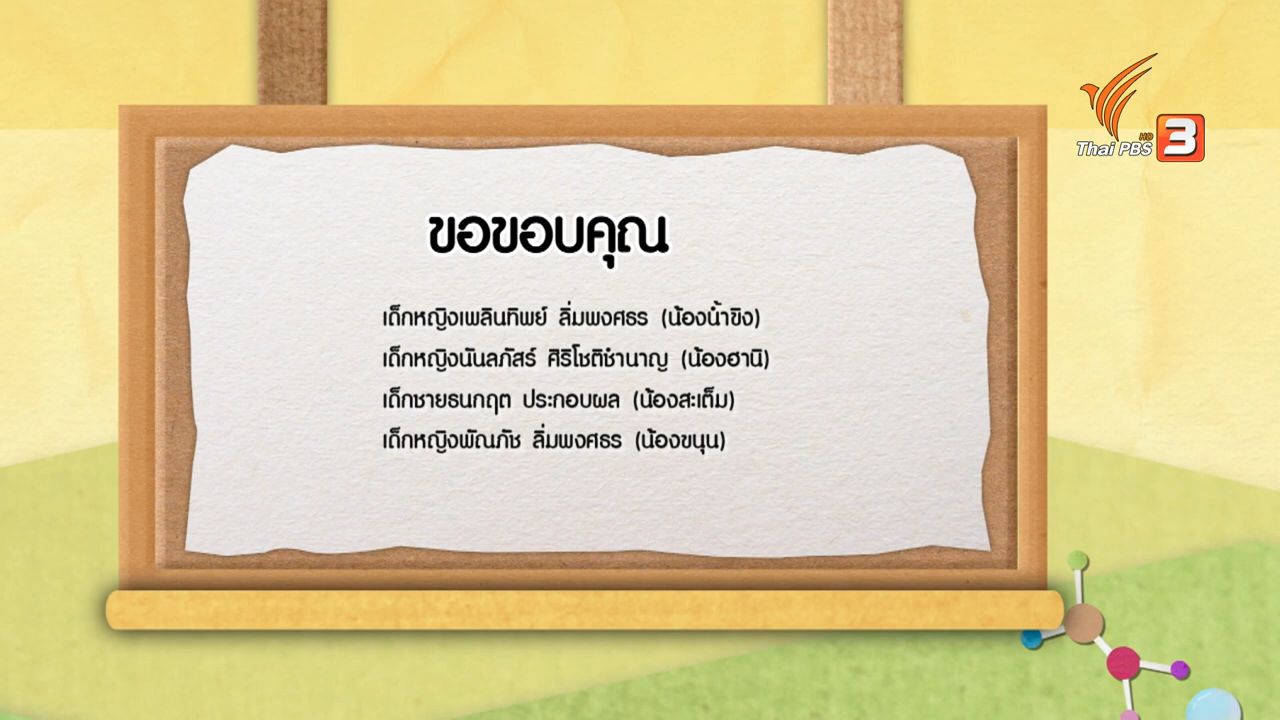 ขอขอบคุณ
เด็กหญิงเพลินทิพย์ ลิ่มพงศธร (น้องน้ำขิง)
เด็กหญิงนันลภัสร์ ศิริโชติชำนาญ (น้องฮานิ)
เด็กชายธนกฤต ประกอบผล (น้องสะเต็ม)
เด็กหญิงพัณภัช ลิ่มพงศธร (น้องขนุน)
HD
Thai PBS 3